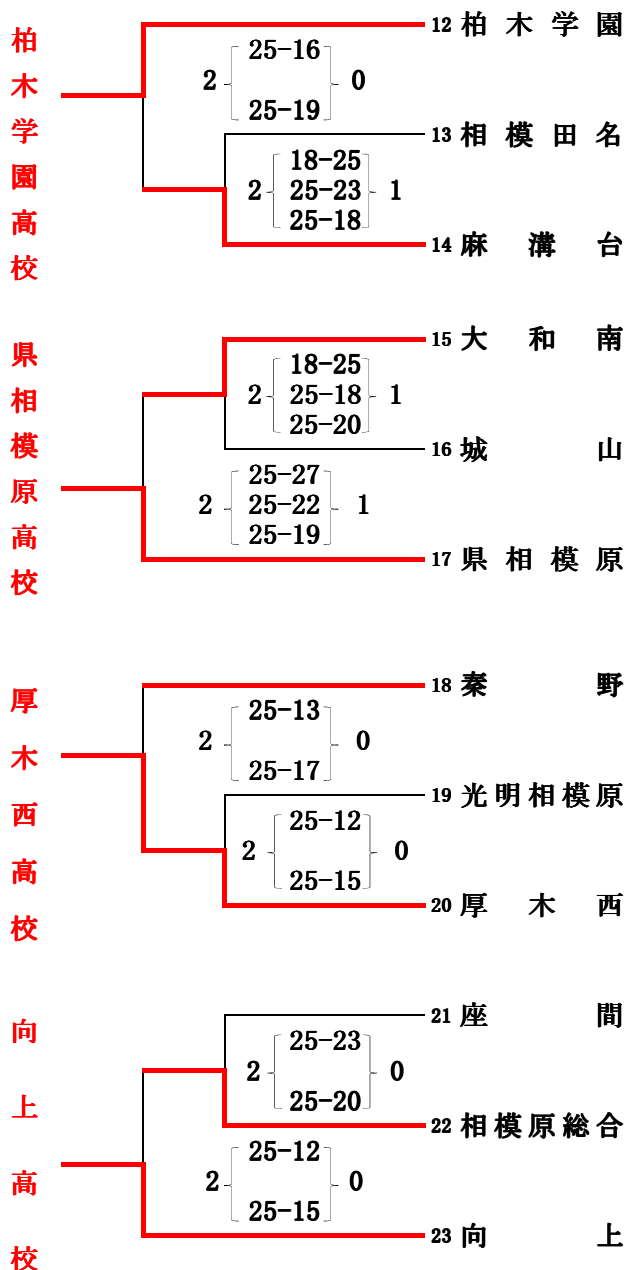 柏木学園高校
12 柏木学園
25-16
2 0
25-19
13 相模田名
18-25
2 25-23 1
25-18
14 麻溝台
県相模原高校
15 大和南
18-25
2 25-18 1
25-20
16 城山
25-27
2 25-22 1
25-19
17 県相模原
厚木西高校
18 秦野
25-13
2 0
25-17
19 光明相模原
25-12
2 0
25-15
20 厚木西
向上高校
21 座間
25-23
2 0
25-20
22 相模原総合
25-12
2 0
25-15
23 向上